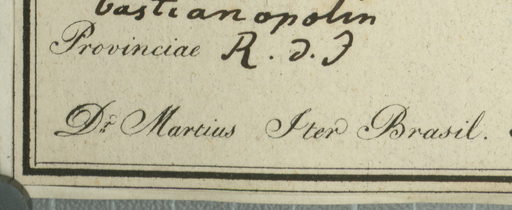 bastianopolin
Provinciae R. d. J
Dr. Martius Iter Brasil.